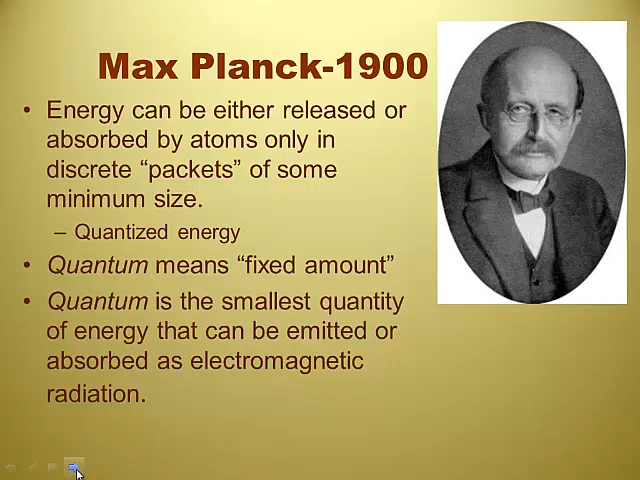 Max Planck-1900
• Energy can be either released or
absorbed by atoms only in
discrete “packets” of some
minimum size.
– Quantized energy
• Quantum means “fixed amount”
• Quantum is the smallest quantity
of energy that can be emitted or
absorbed as electromagnetic
radiation.